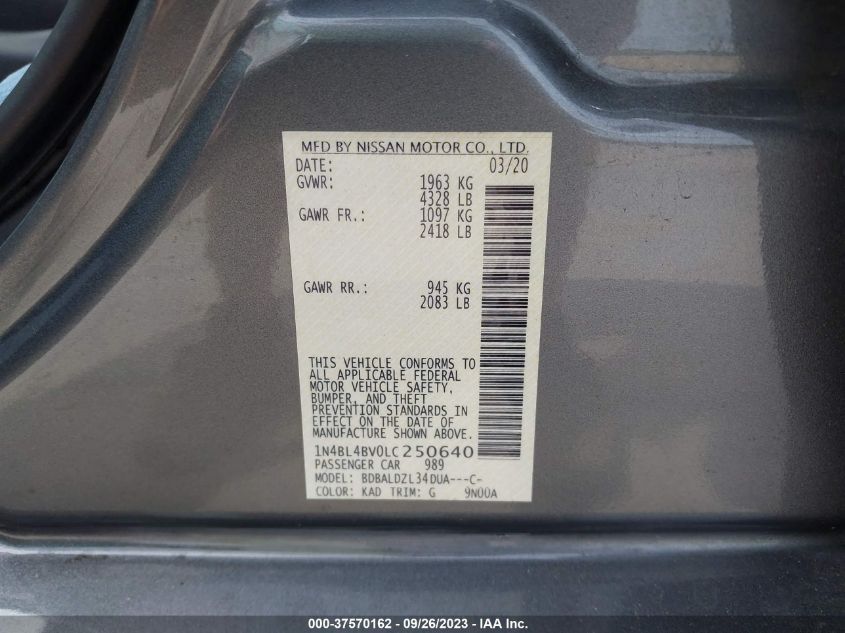 MFD BY NISSAN MOTOR CO., LTD.
DATE: 03/20
GVWR: 1963 KG
4328 LB
GAWR FR.: 1097 KG
2418 LB
GAWR RR.: 945 KG
2083 LB
THIS VEHICLE CONFORMS TO
ALL APPLICABLE FEDERAL
MOTOR VEHICLE SAFETY,
BUMPER, AND THEFT
PREVENTION STANDARDS IN
EFFECT ON THE DATE OF
MANUFACTURE SHOWN ABOVE.
1N4BL4BV0LC250640
PASSENGER CAR 989
MODEL: BDBALDZL34DUA---C-
COLOR: KAD TRIM: G 9N00A
000-37570162 - 09/26/2023 - IAA Inc.